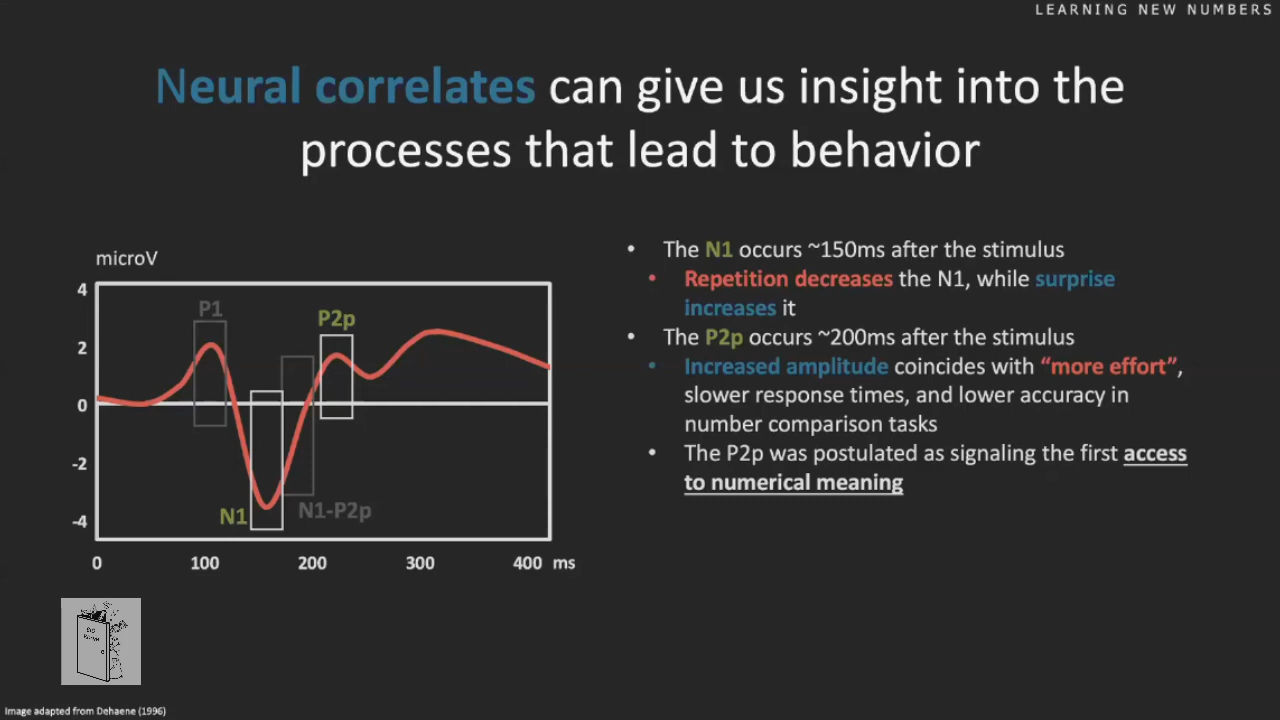 LEARNING NEW NUMBERS
Neural correlates can give us insight into the
processes that lead to behavior
microV
4
2
0
-2
-4
P1
P2p
N1
N1-P2p
0 100 200 300 400 ms
• The N1 occurs ~150ms after the stimulus
• Repetition decreases the N1, while surprise
increases it
• The P2p occurs ~200ms after the stimulus
• Increased amplitude coincides with “more effort”,
slower response times, and lower accuracy in
number comparison tasks
• The P2p was postulated as signaling the first access
to numerical meaning
Image adapted from Dehaene (1996)